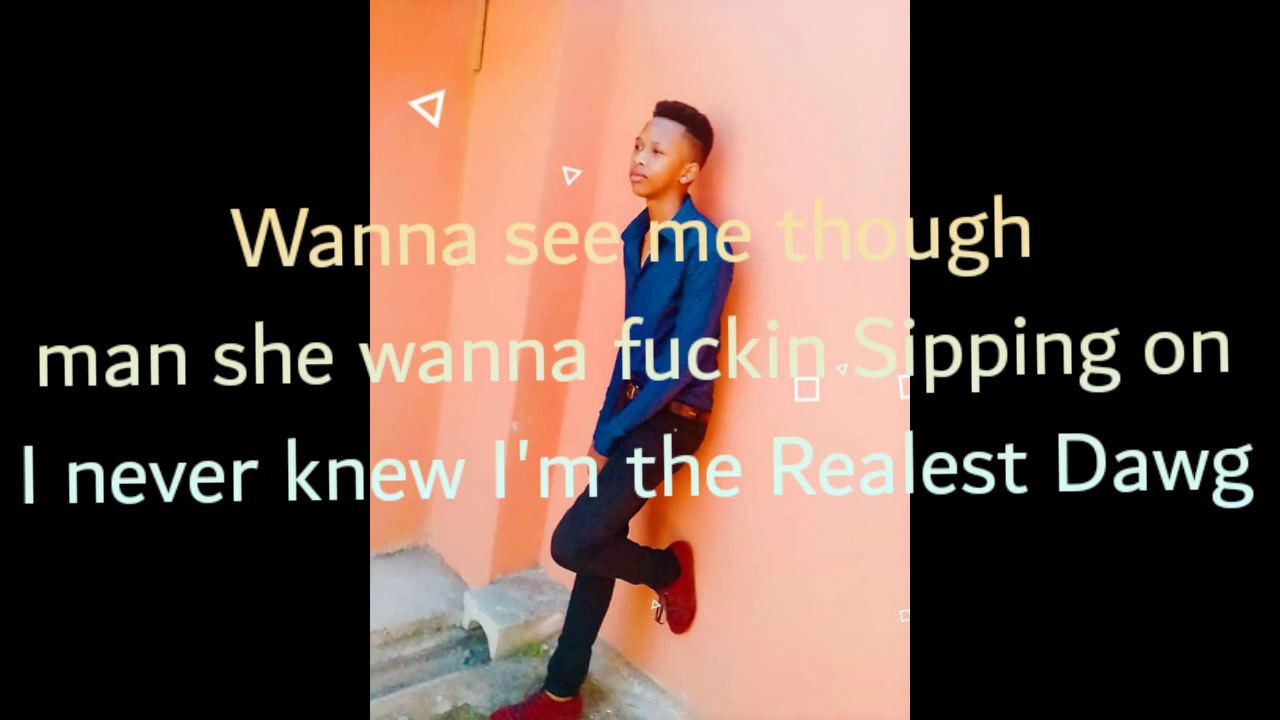 Wanna see me though
man she wanna fuckin Sipping on
I never knew I'm the Realest Dawg